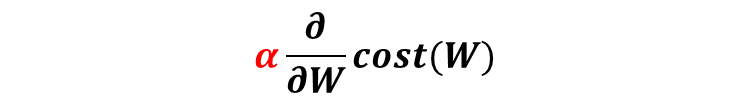 α ∂/∂W cost(W)